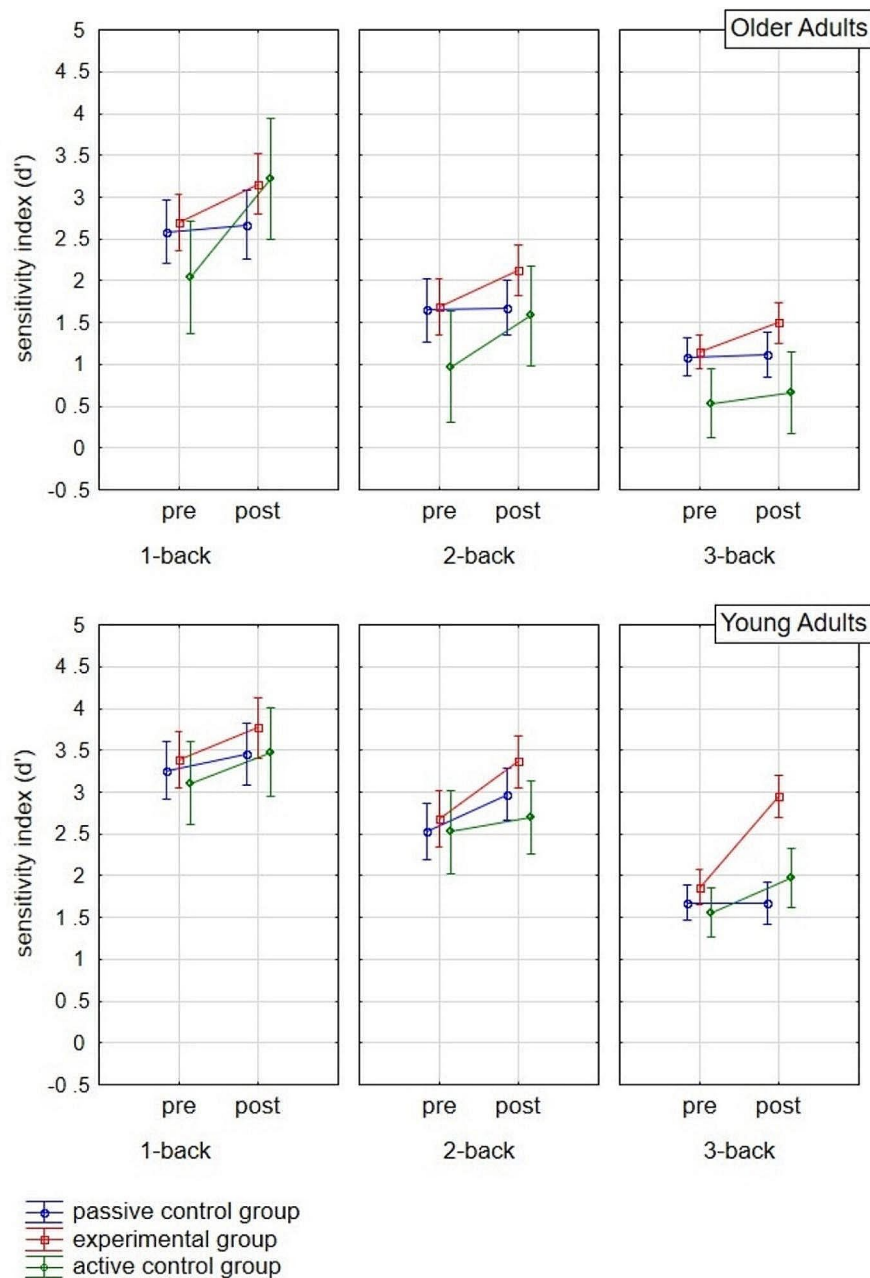 Older Adults
sensitivity index (d')
5
4 .5
4
3 .5
3
2 .5
2
1 .5
1
0 .5
0
-0 .5
pre post pre post pre post
1-back 2-back 3-back
Young Adults
sensitivity index (d')
5
4 .5
4
3 .5
3
2 .5
2
1 .5
1
0 .5
0
-0 .5
pre post pre post pre post
1-back 2-back 3-back
passive control group
experimental group
active control group